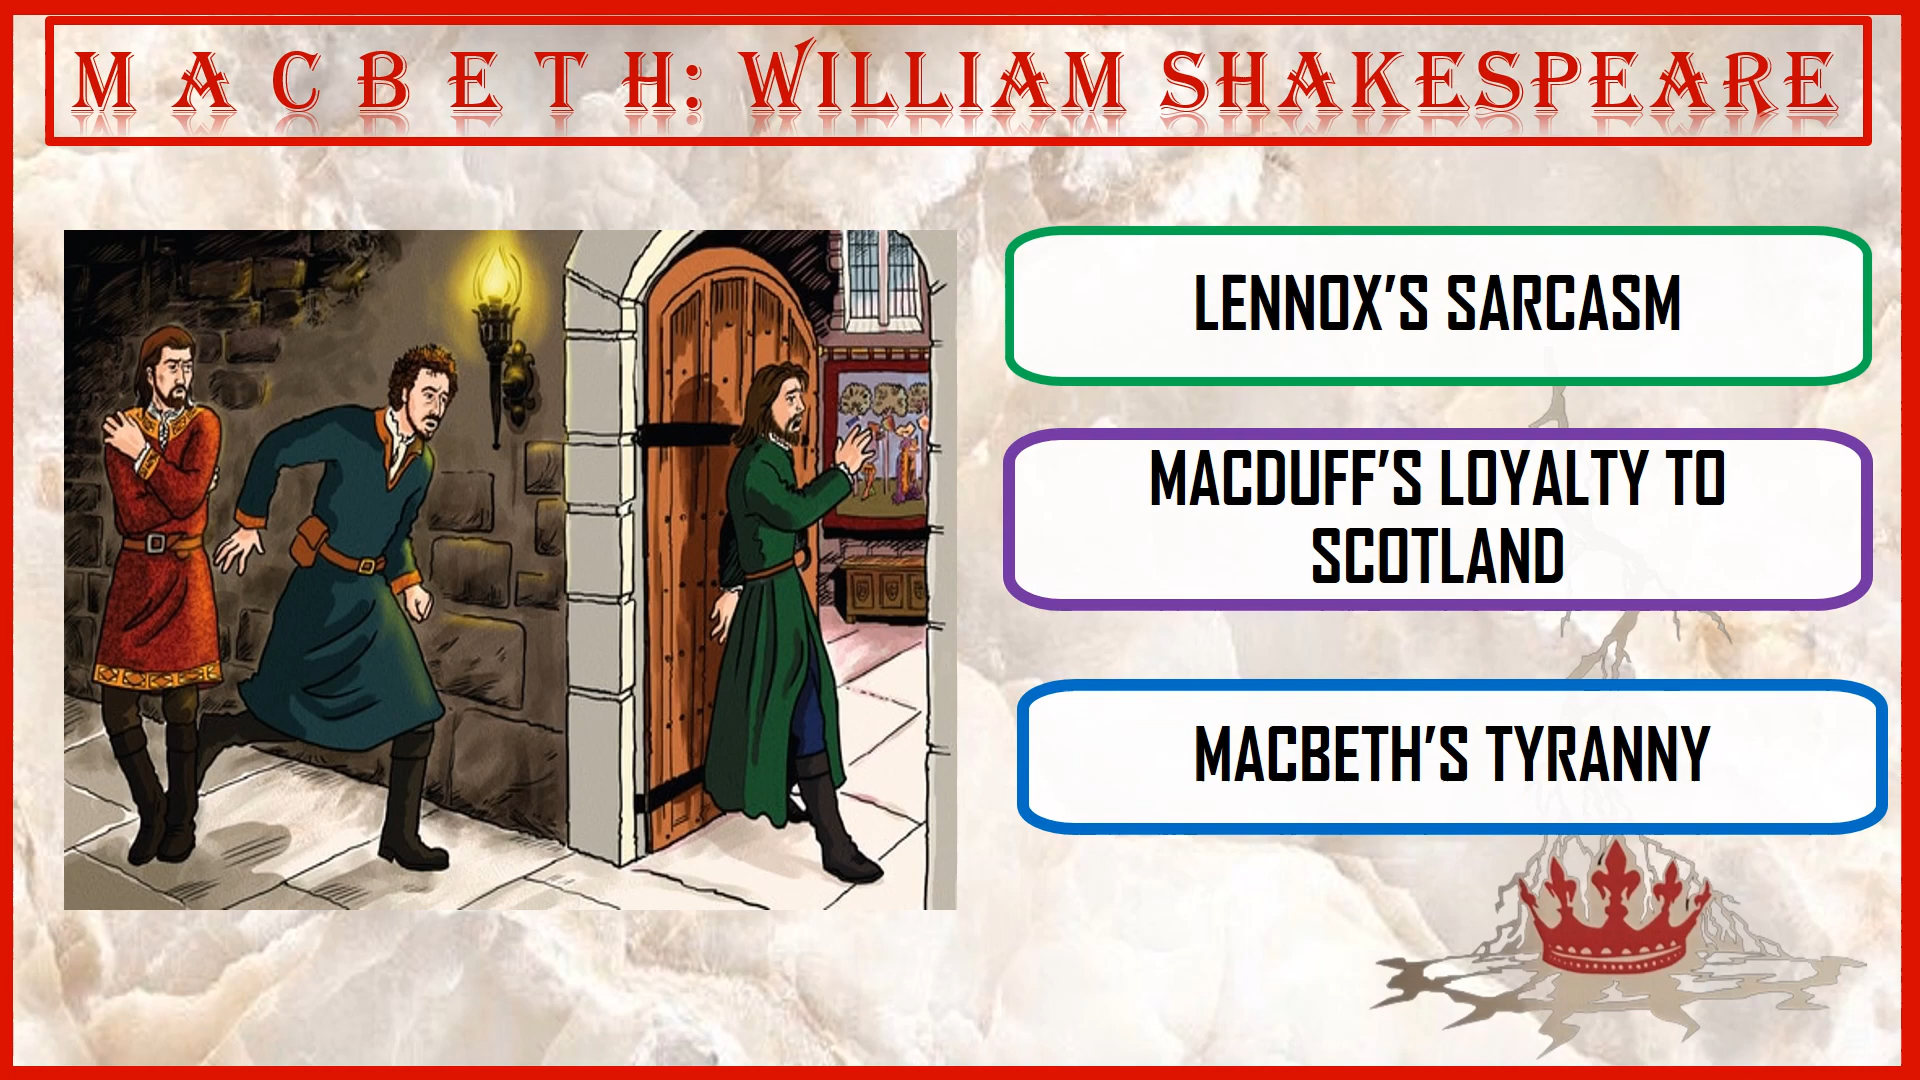 M A C B E T H: WILLIAM SHAKESPEARE
LENNOX'S SARCASM
MACDUFF'S LOYALTY TO
SCOTLAND
MACBETH'S TYRANNY